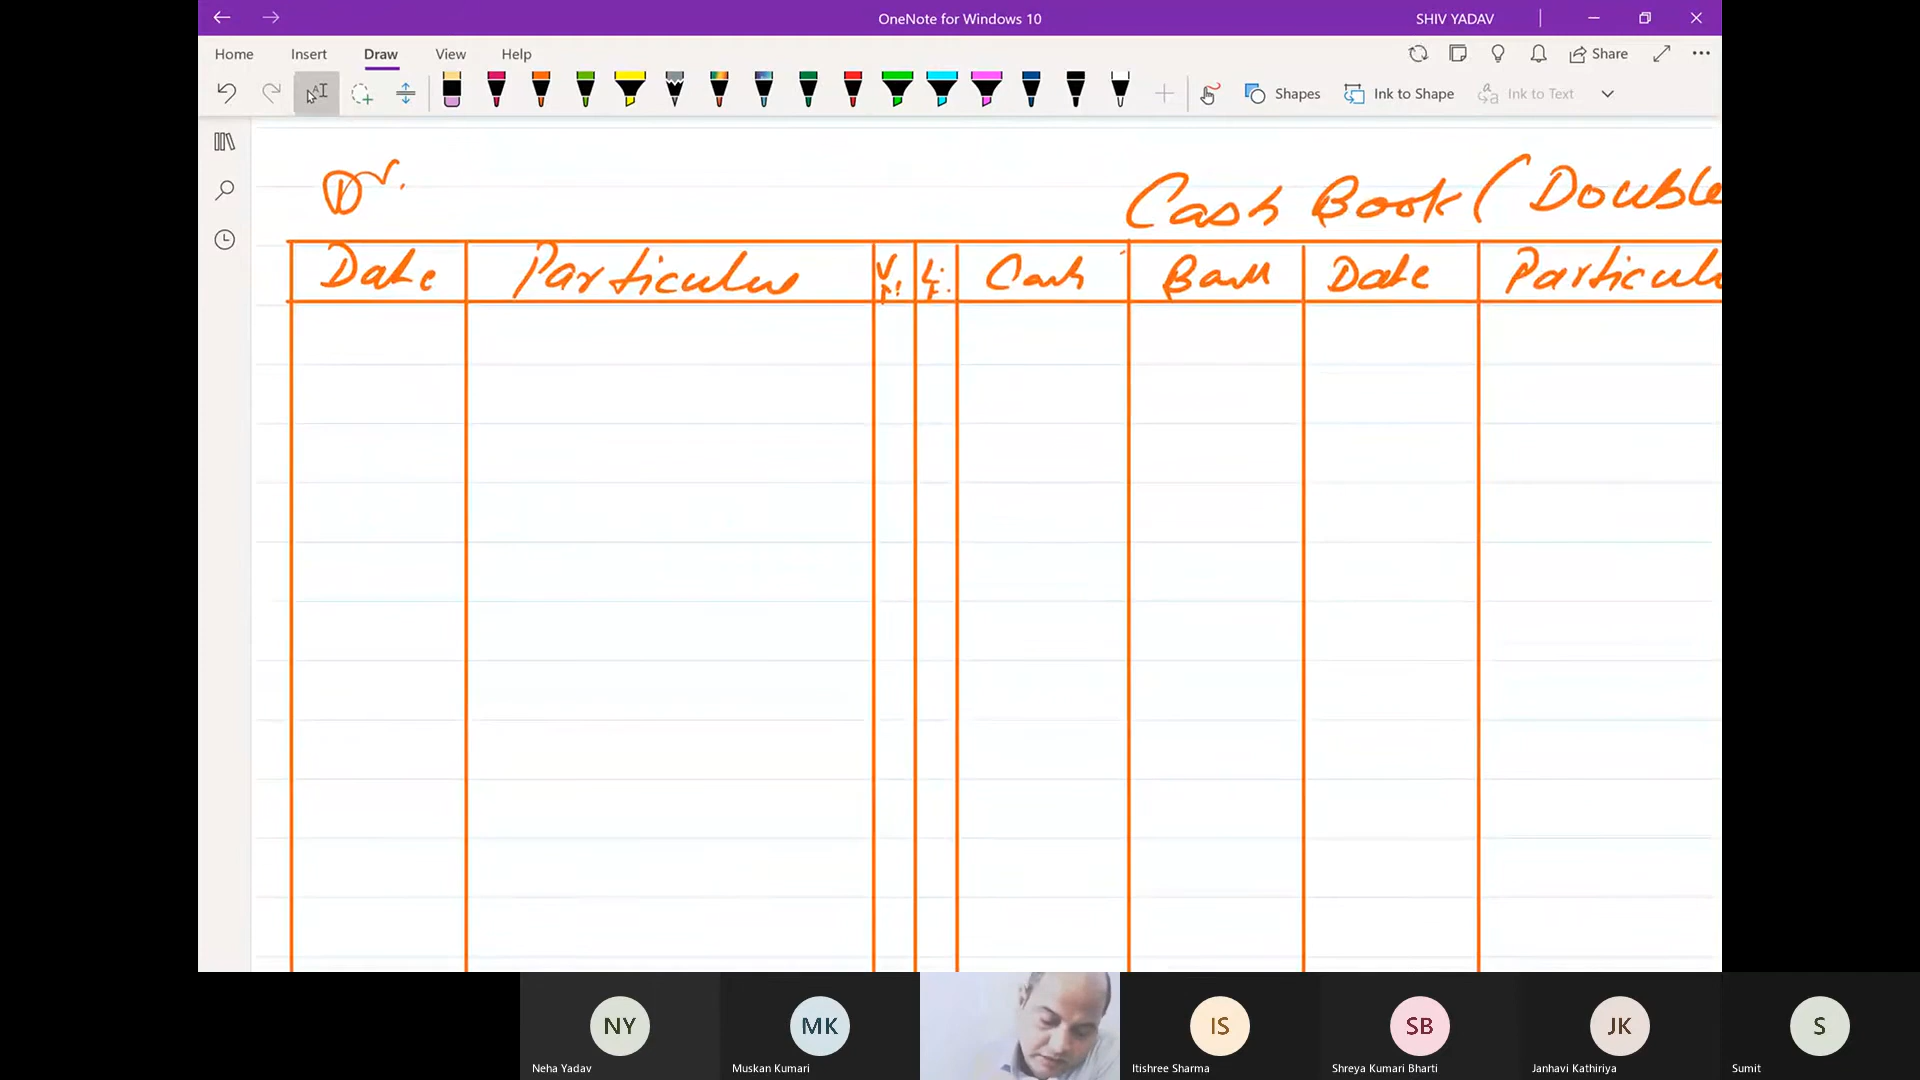 OneNote for Windows 10
SHIV YADAV
Home Insert Draw View Help
Share
Shapes
Ink to Shape
Ink to Text
Dr.
Cash Book (Double
Date Particulars V. L. Cash Bank Date Particul
F.
NY MK IS SB JK S
Neha Yadav Muskan Kumari Itishree Sharma Shreya Kumari Bharti Janhavi Kathiriya Sumit